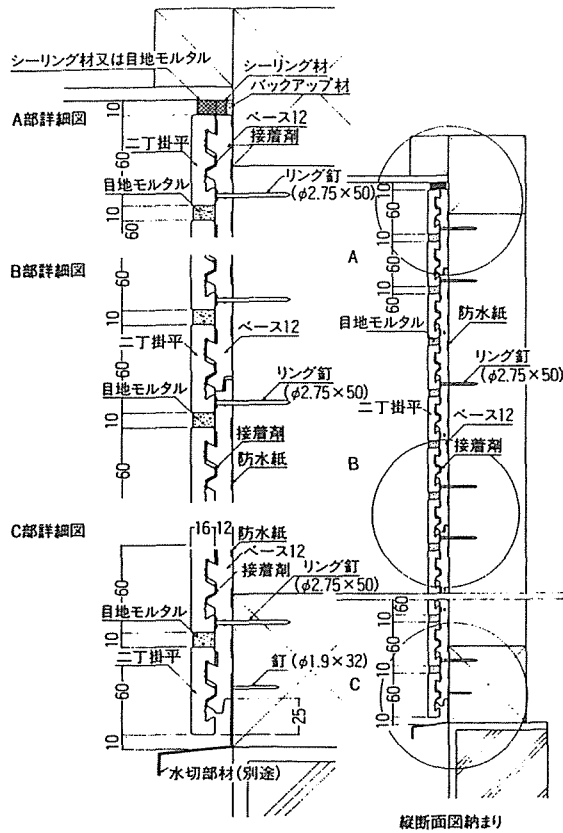 シーリング材又は目地モルタル
シーリング材
バックアップ材
A部詳細図
10
ベース12
接着剤
二丁掛平
60
リング釘
(φ2.75×50)
目地モルタル
10
60
B部詳細図
10
ベース12
二丁掛平
60
リング釘
(φ2.75×50)
目地モルタル
10
接着剤
60
防水紙
C部詳細図
16 12
防水紙
ベース12
接着剤
リング釘
(φ2.75×50)
60
目地モルタル
10
二丁掛平
釘(φ1.9×32)
60
25
10
水切部材(別途)
10
60
10
A
60
10
60
防水紙
目地モルタル
リング釘
(φ2.75×50)
二丁掛平
ベース12
接着剤
B
60
10
60
10
C
60
10
縦断面図納まり